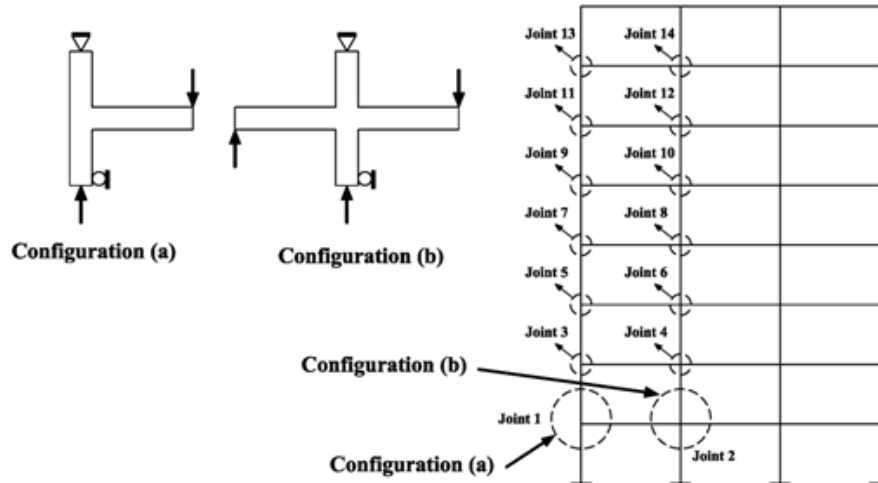 Configuration (a)
Configuration (b)
Joint 13
Joint 14
Joint 11
Joint 12
Joint 9
Joint 10
Joint 7
Joint 8
Joint 5
Joint 6
Joint 3
Joint 4
Configuration
(b)
Joint 1
Joint 2
Configuration (a)